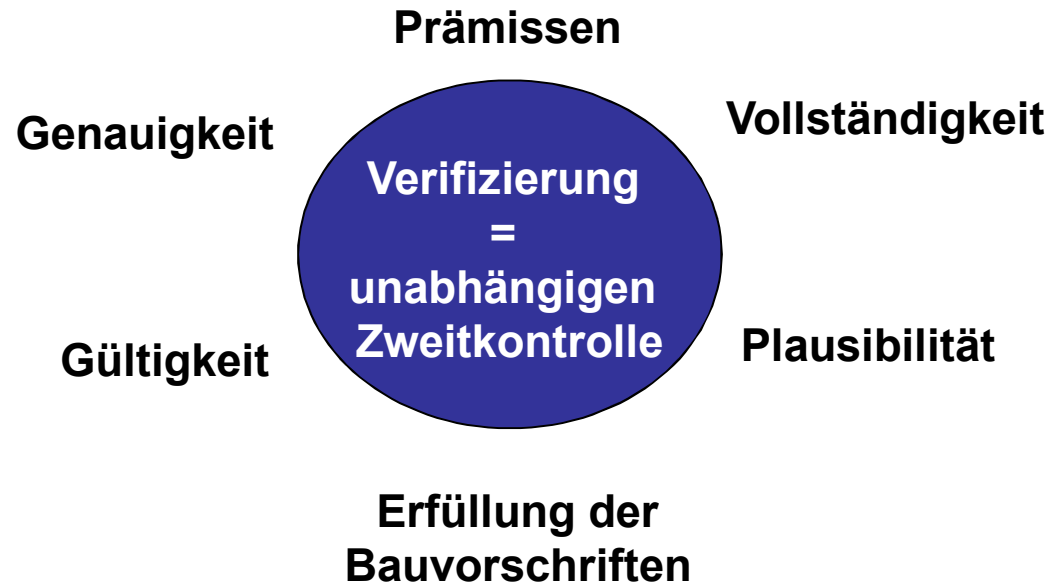 Prämissen
Genauigkeit
Vollständigkeit
Verifizierung
=
unabhängigen
Zweitkontrolle
Gültigkeit
Plausibilität
Erfüllung der
Bauvorschriften